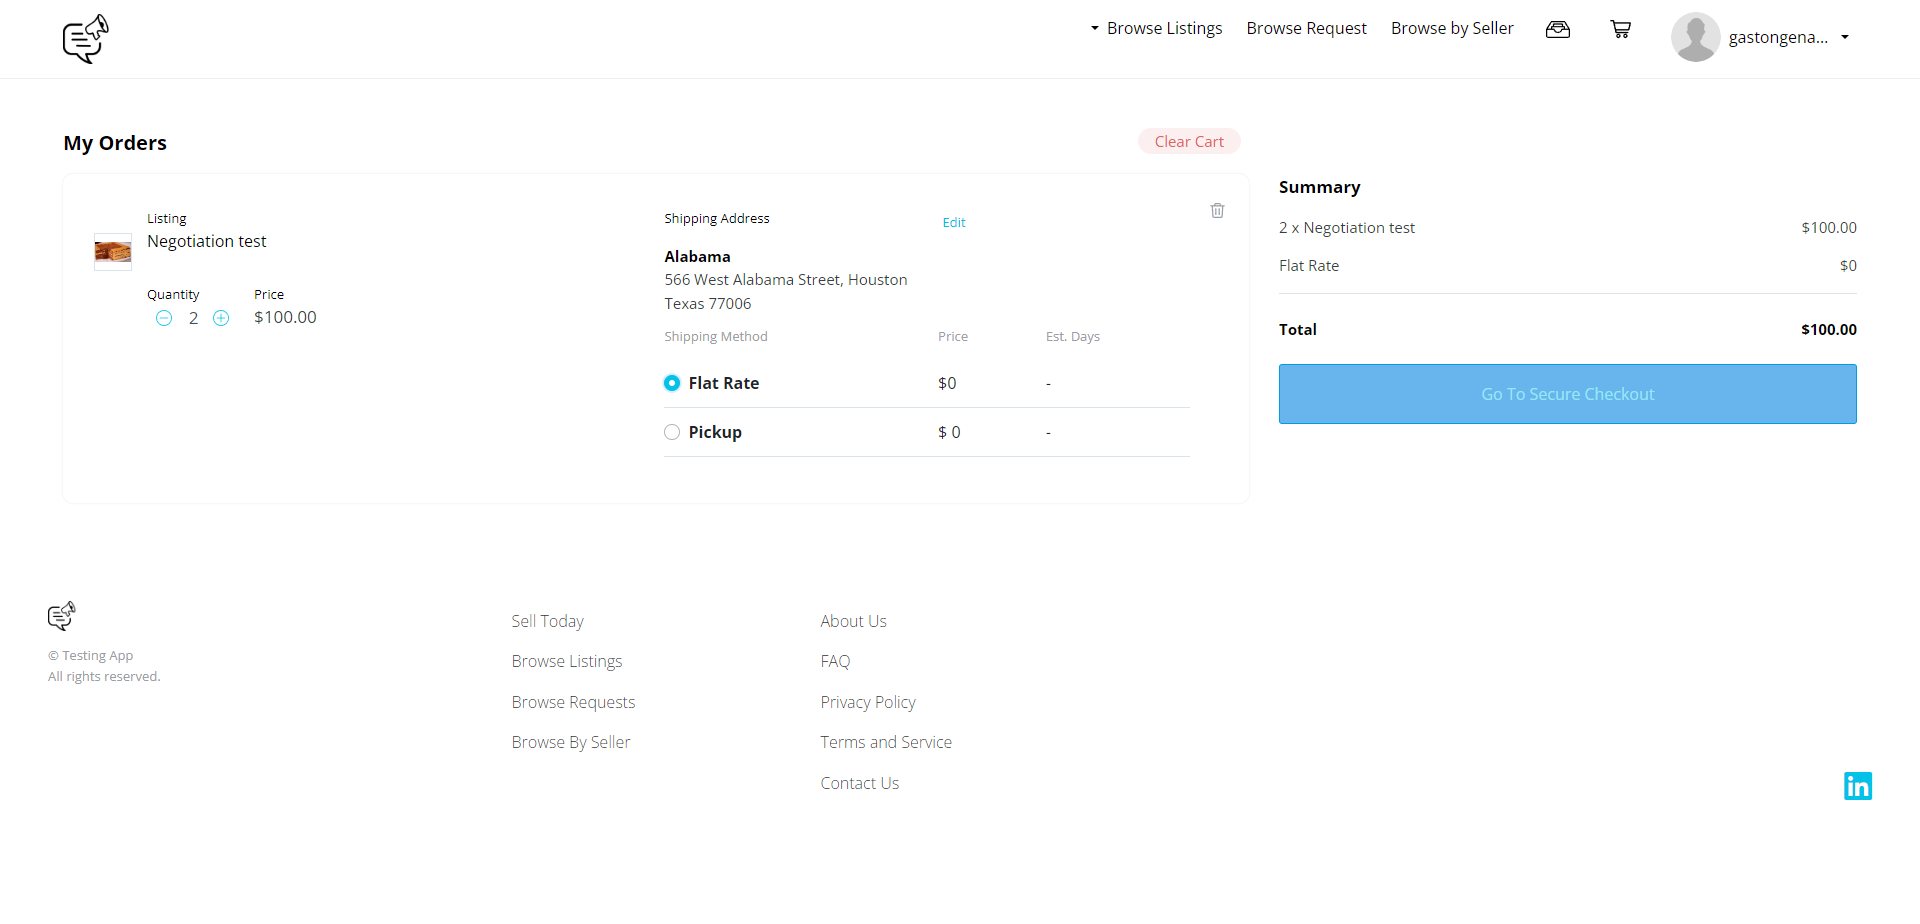 Browse Listings Browse Request Browse by Seller gastongena...
My Orders
Clear Cart
Listing
Negotiation test
Quantity Price
2 $100.00
Shipping Address Edit
Alabama
566 West Alabama Street, Houston
Texas 77006
Shipping Method Price Est. Days
Flat Rate $0 -
Pickup $ 0 -
Summary
2 x Negotiation test $100.00
Flat Rate $0
Total $100.00
Go To Secure Checkout
© Testing App
All rights reserved.
Sell Today
Browse Listings
Browse Requests
Browse By Seller
About Us
FAQ
Privacy Policy
Terms and Service
Contact Us
in